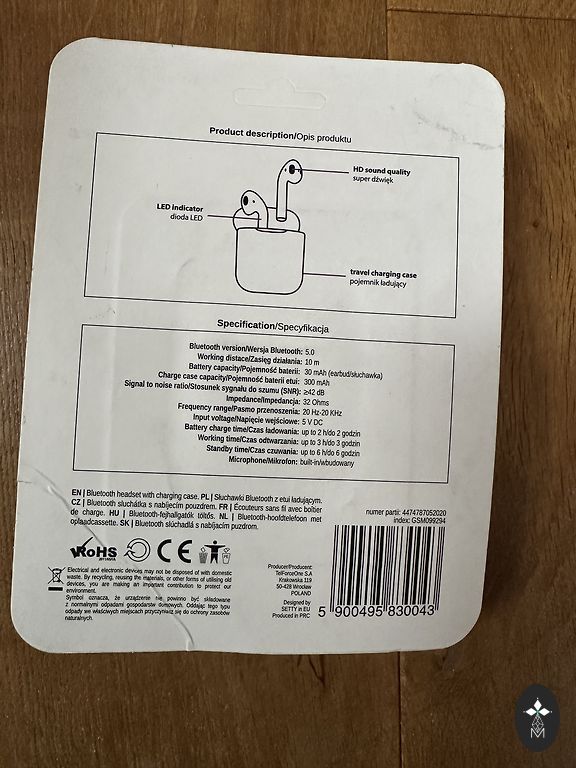 Product description/Opis produktu
HD sound quality
super dźwięk
LED indicator
dioda LED
travel charging case
pojemnik ładujący
Specification/Specyfikacja
Bluetooth version/Wersja Bluetooth: 5.0
Working distace/Zasięg działania: 10 m
Battery capacity/Pojemność baterii: 30 mAh (earbud/słuchawka)
Charge case capacity/Pojemność baterii etui: 300 mAh
Signal to noise ratio/Stosunek sygnału do szumu (SNR): ≥42 dB
Impedance/Impedancja: 32 Ohms
Frequency range/Pasmo przenoszenia: 20 Hz-20 KHz
Input voltage/Napięcie wejściowe: 5 V DC
Battery charge time/Czas ładowania: up to 2 h/do 2 godzin
Working time/Czas odtwarzania: up to 3 h/do 3 godzin
Standby time/Czas czuwania: up to 6 h/do 6 godzin
Microphone/Mikrofon: built-in/wbudowany
EN | Bluetooth headset with charging case. PL | Słuchawki Bluetooth z etui ładującym.
CZ | Bluetooth sluchátka s nabíjecím pouzdrem. FR | Écouteurs sans fil avec boîtier
de charge. HU | Bluetooth-fejhallgatók töltős. NL | Bluetooth-hoofdtelefoon met
oplaadcassette. SK | Bluetooth slúchadlá s nabíjacím puzdrom.
numer partii: 4474787052020
index: GSM099294
RoHS
CE
Electrical and electronic devices may not be disposed of with domestic
waste. By recycling, reusing the materials, or other forms of utilising old
devices, you are making an important contribution to protect our
environment.
Symbol oznacza, że urządzenie nie powinno być składowane
z normalnymi odpadami gospodarstw domowych. Oddając tego typu
odpady we właściwych miejscach przyczyniasz się do ochrony zasobów
naturalnych.
Producer/Producent:
TelForceOne S.A
Krakowska 119
50-428 Wrocław
POLAND
Designed by
SETTY in EU
Produced in PRC
5 900495 830043
M